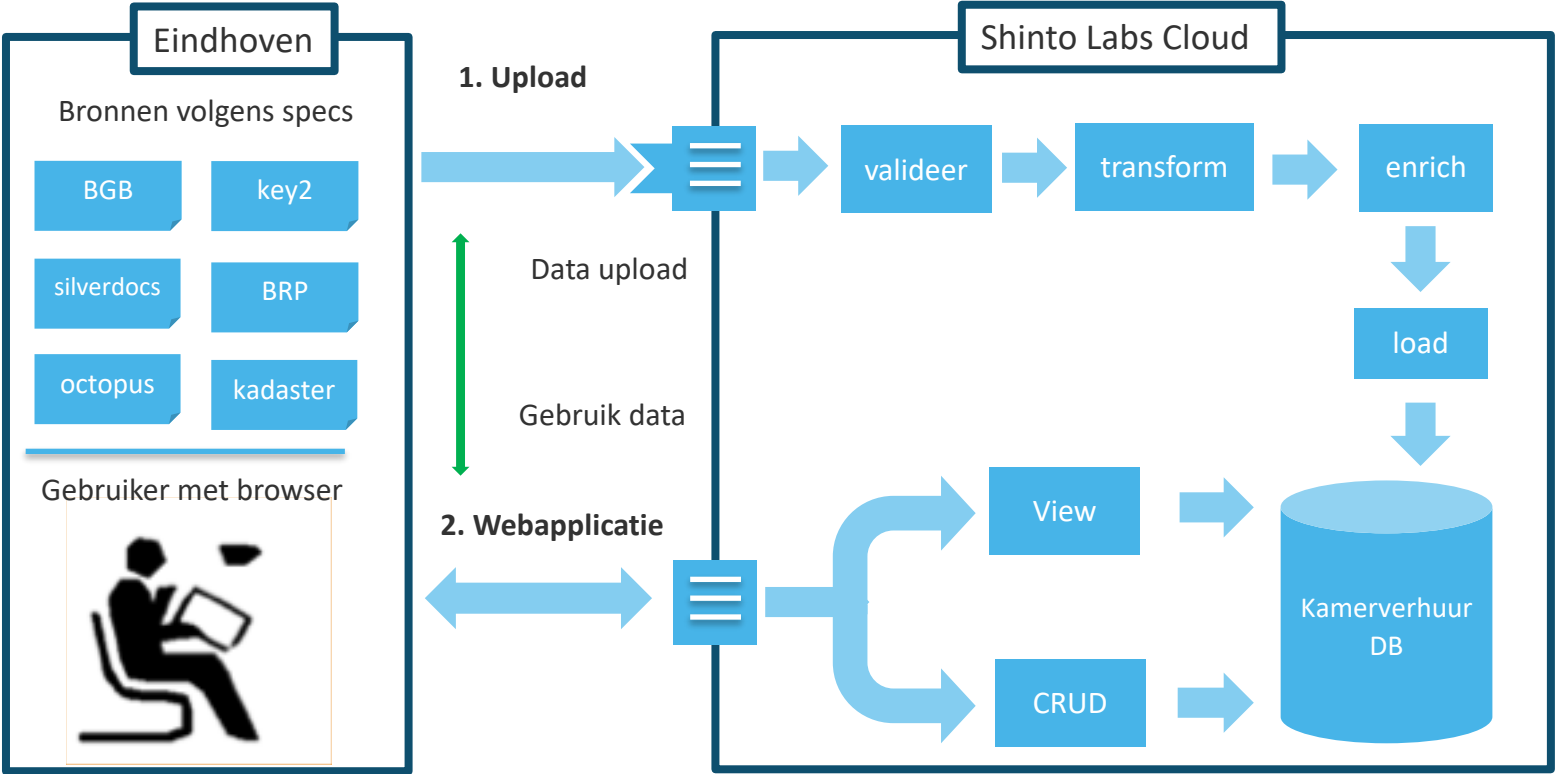 Eindhoven
Bronnen volgens specs
BGB
key2
silverdocs
BRP
octopus
kadaster
Gebruiker met browser
1. Upload
Data upload
Gebruik data
2. Webapplicatie
Shinto Labs Cloud
valideer
transform
enrich
load
View
CRUD
Kamerverhuur
DB